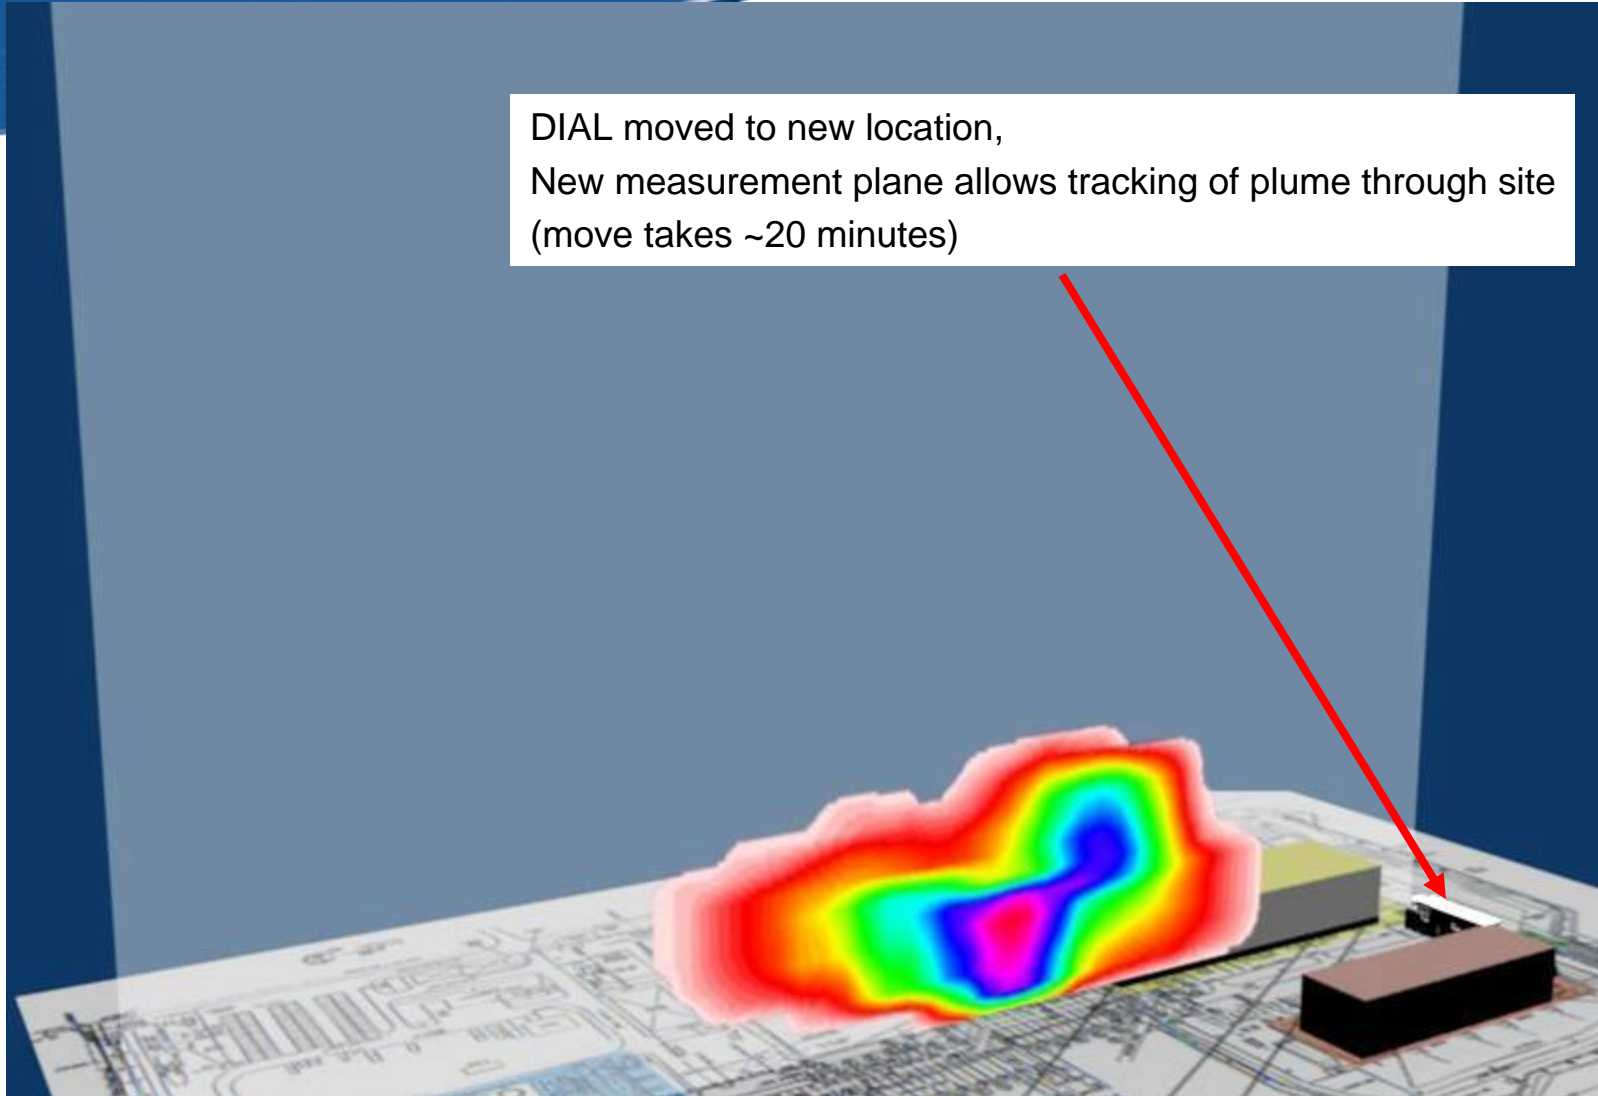 DIAL moved to new location,
New measurement plane allows tracking of plume through site
(move takes ~20 minutes)